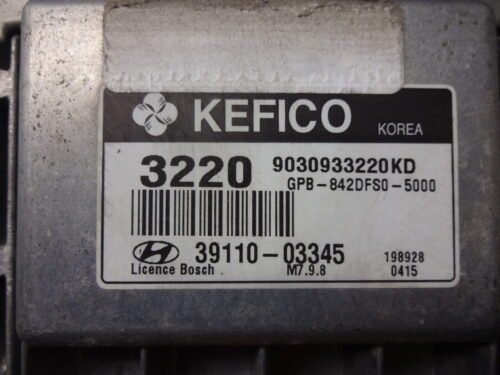 KEFICO KOREA
3220 9030933220KD
GPB-842DFS0-5000
39110-03345 198928
Licence Bosch . M7.9.8 0415